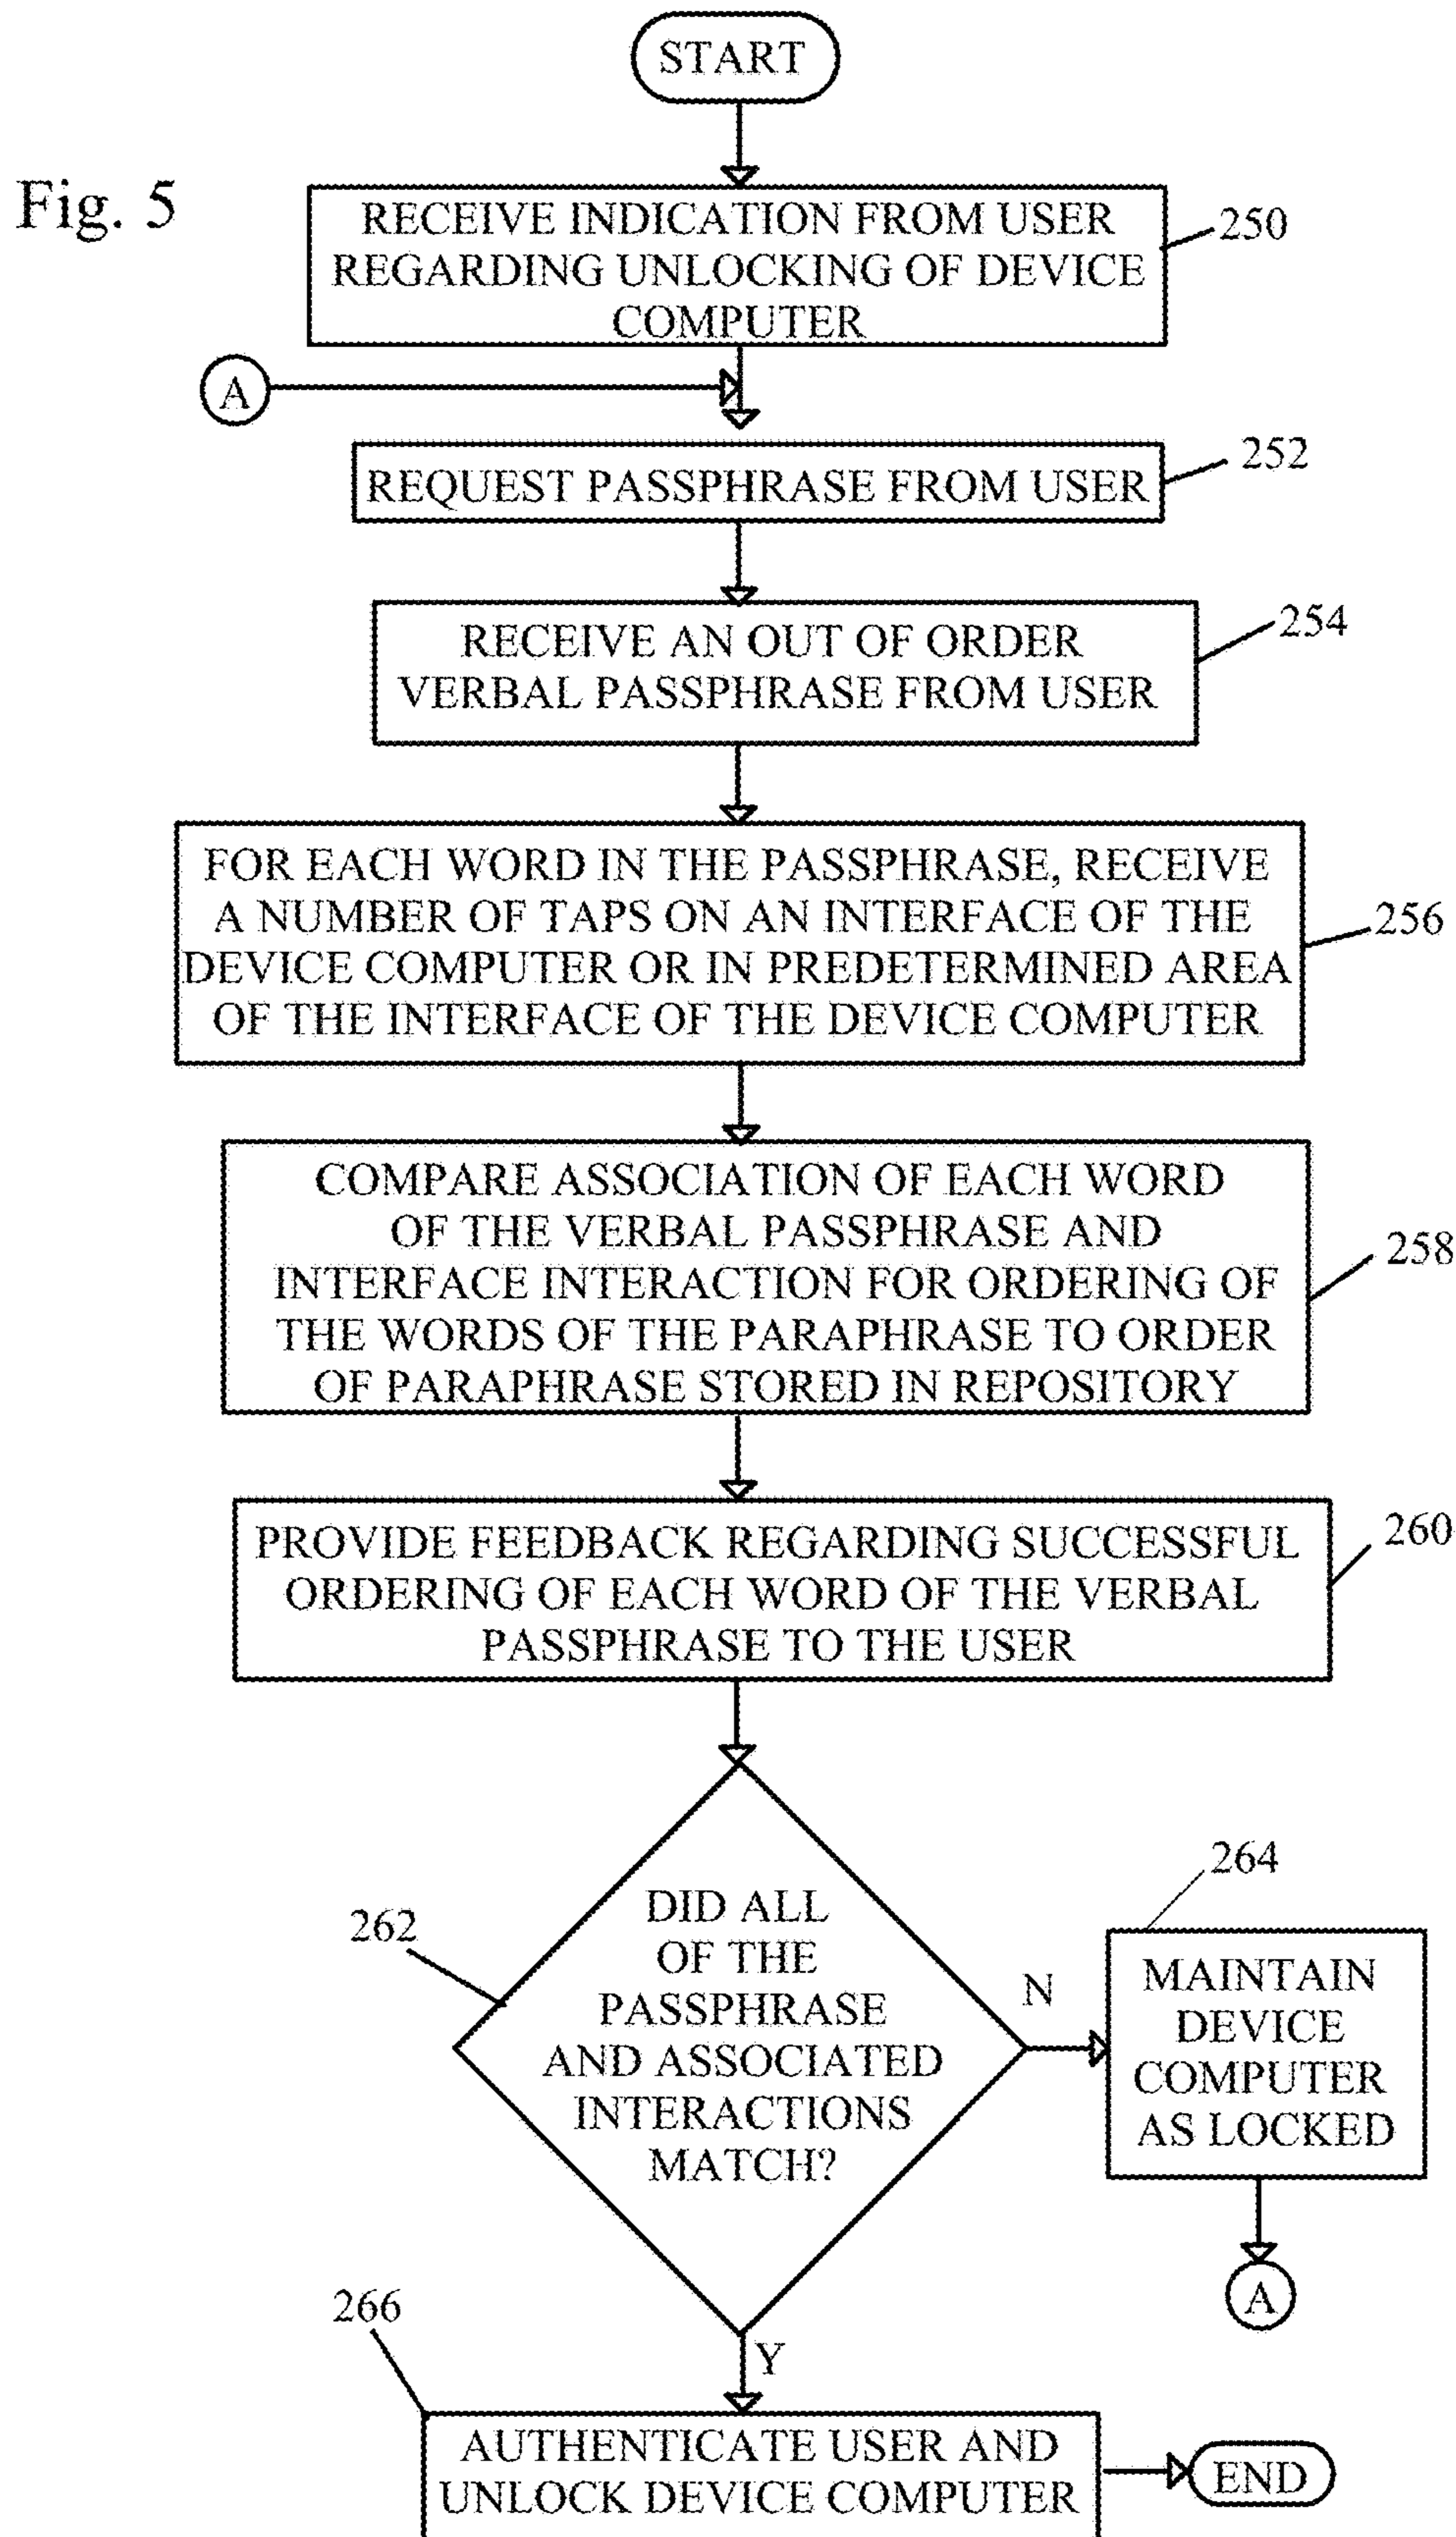 START
Fig. 5
RECEIVE INDICATION FROM USER
REGARDING UNLOCKING OF DEVICE
COMPUTER
250
A
REQUEST PASSPHRASE FROM USER
252
RECEIVE AN OUT OF ORDER
VERBAL PASSPHRASE FROM USER
254
FOR EACH WORD IN THE PASSPHRASE, RECEIVE
A NUMBER OF TAPS ON AN INTERFACE OF THE
DEVICE COMPUTER OR IN PREDETERMINED AREA
OF THE INTERFACE OF THE DEVICE COMPUTER
256
COMPARE ASSOCIATION OF EACH WORD
OF THE VERBAL PASSPHRASE AND
INTERFACE INTERACTION FOR ORDERING OF
THE WORDS OF THE PARAPHRASE TO ORDER
OF PARAPHRASE STORED IN REPOSITORY
258
PROVIDE FEEDBACK REGARDING SUCCESSFUL
ORDERING OF EACH WORD OF THE VERBAL
PASSPHRASE TO THE USER
260
262
DID ALL
OF THE
PASSPHRASE
AND ASSOCIATED
INTERACTIONS
MATCH?
N
264
MAINTAIN
DEVICE
COMPUTER
AS LOCKED
A
Y
266
AUTHENTICATE USER AND
UNLOCK DEVICE COMPUTER
END